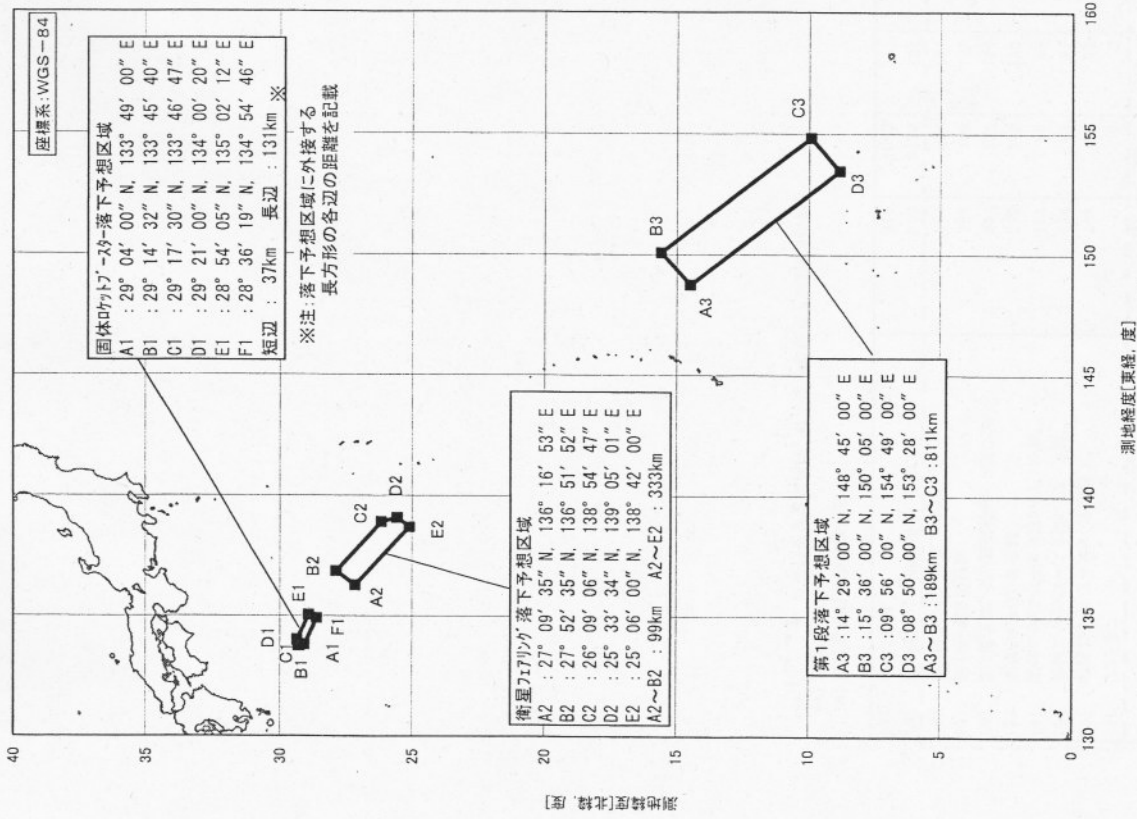 座標系:WGS-84
固体ロケットブースター落下予想区域
A1 : 29° 04′ 00″ N, 133° 49′ 00″ E
B1 : 29° 14′ 32″ N, 133° 45′ 40″ E
C1 : 29° 17′ 30″ N, 133° 46′ 47″ E
D1 : 29° 21′ 00″ N, 134° 00′ 20″ E
E1 : 28° 54′ 05″ N, 135° 02′ 12″ E
F1 : 28° 36′ 19″ N, 134° 54′ 46″ E
短辺 : 37km 長辺 : 131km ※
※注:落下予想区域に外接する
長方形の各辺の距離を記載
D1
C1
B1
E1
A1
F1
B2
A2
C2
D2
E2
衛星フェアリング落下予想区域
A2 : 27° 09′ 35″ N, 136° 16′ 53″ E
B2 : 27° 52′ 35″ N, 136° 51′ 52″ E
C2 : 26° 09′ 06″ N, 138° 54′ 47″ E
D2 : 25° 33′ 34″ N, 139° 05′ 01″ E
E2 : 25° 06′ 00″ N, 138° 42′ 00″ E
A2~B2 : 99km A2~E2 : 333km
B3
A3
C3
D3
第1段落下予想区域
A3 :14° 29′ 00″ N, 148° 45′ 00″ E
B3 :15° 36′ 00″ N, 150° 05′ 00″ E
C3 :09° 56′ 00″ N, 154° 49′ 00″ E
D3 :08° 50′ 00″ N, 153° 28′ 00″ E
A3~B3 :189km B3~C3 :811km
40
35
30
25
20
15
10
5
0
測地緯度[北緯, 度]
130
135
140
145
150
155
160
測地経度[東経, 度]